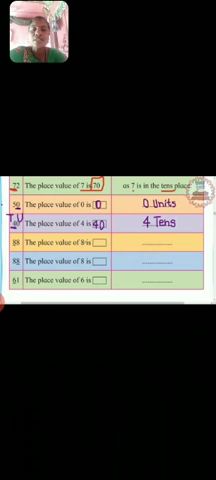 72 The place value of 7 is 70 as 7 is in the tens place.
50 The place value of 0 is 0 0 Units
T U
40 The place value of 4 is 40 4 Tens
88 The place value of 8 is
88 The place value of 8 is
61 The place value of 6 is